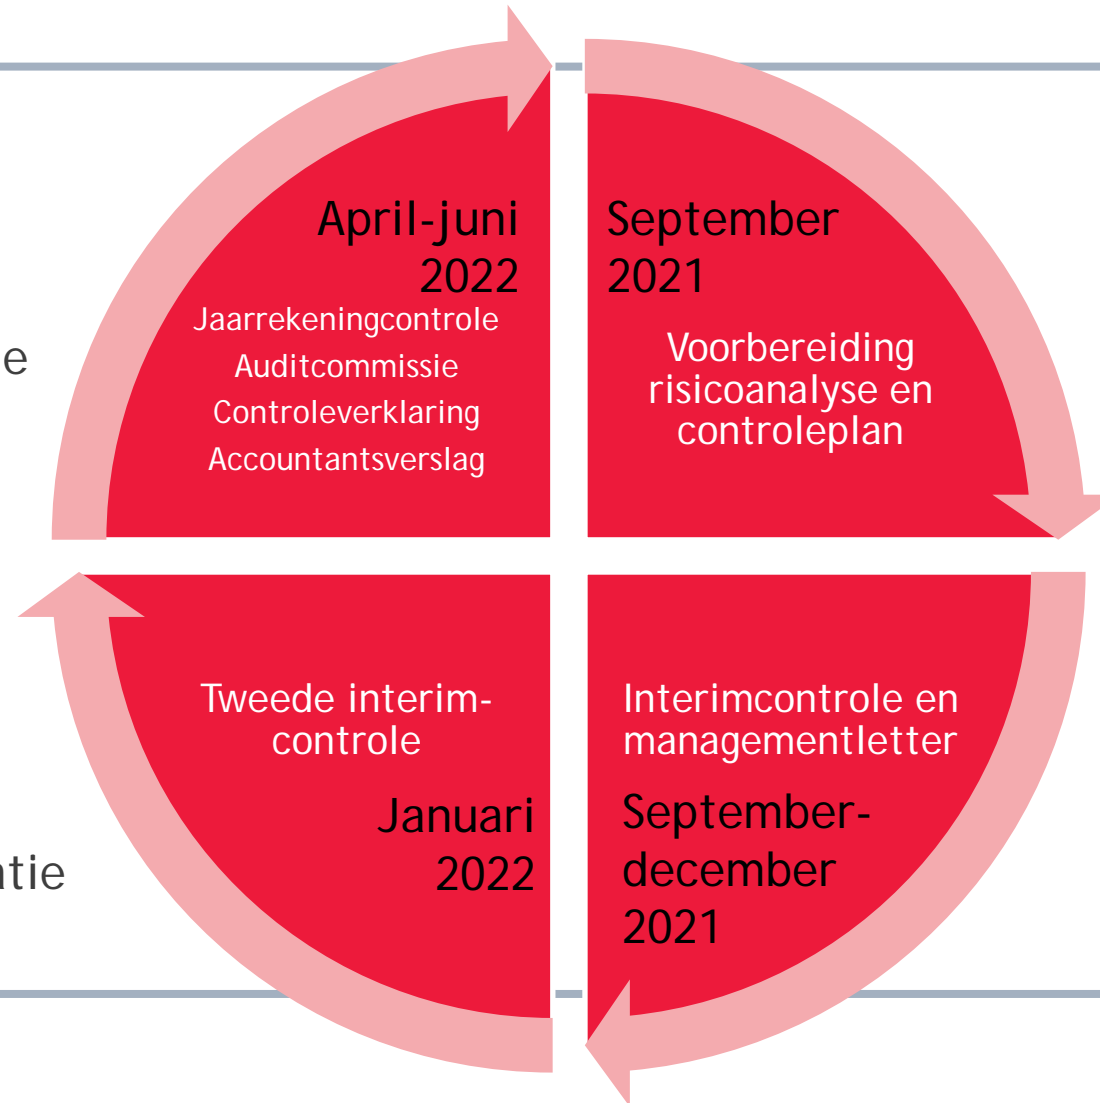 April-juni
2022
Jaarrekeningcontrole
Auditcommissie
Controleverklaring
Accountantsverslag
September
2021
Voorbereiding
risicoanalyse en
controleplan
e
Tweede interim-
controle
Januari
2022
Interimcontrole en
managementletter
September-
december
2021
tie